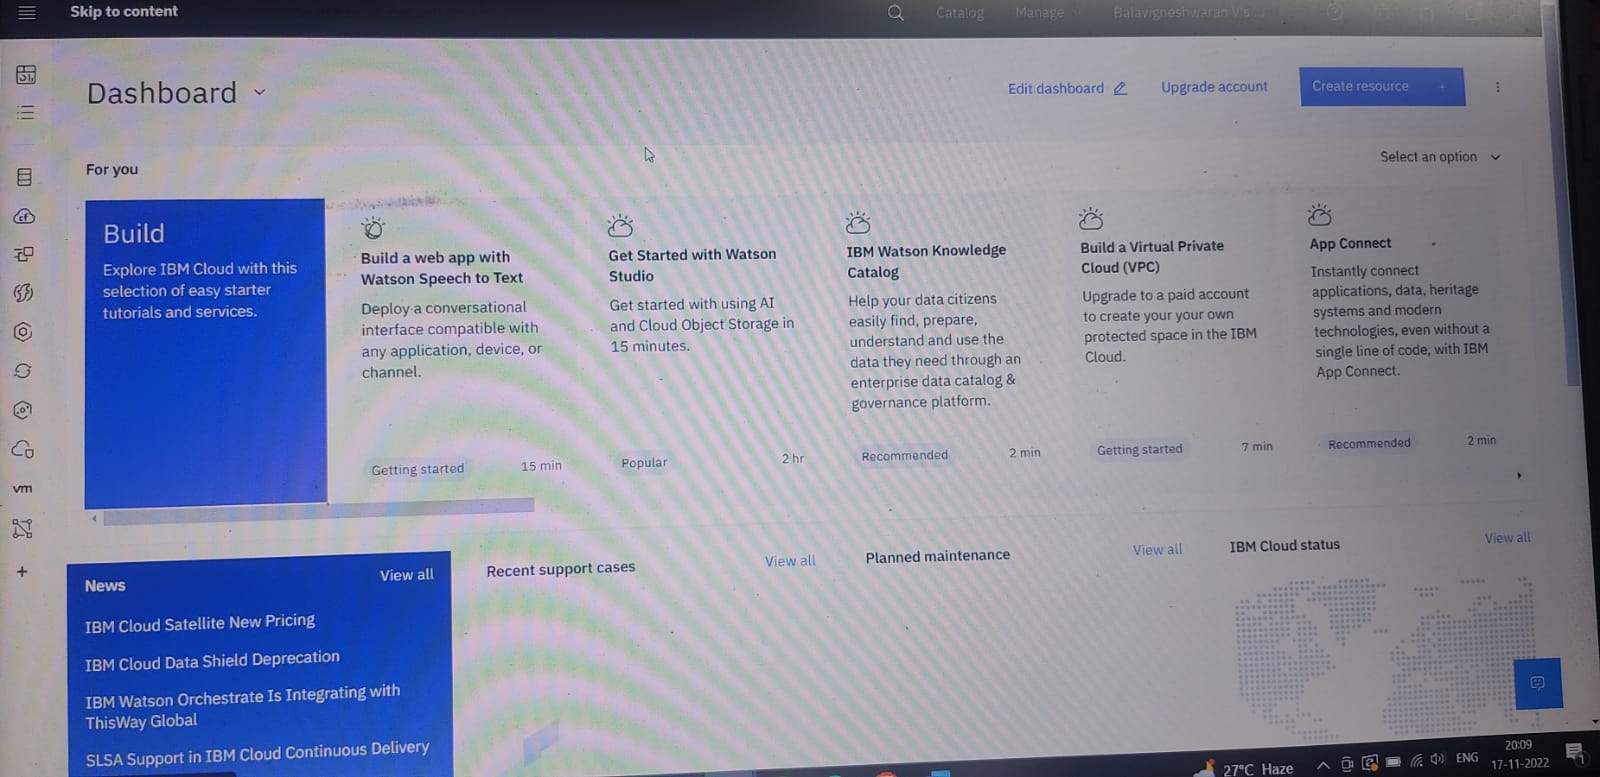 Skip to content
Catalog
Manage
Balavigneshwaran V's
Dashboard
Edit dashboard
Upgrade account
Create resource +
For you
Select an option
Build
Explore IBM Cloud with this
selection of easy starter
tutorials and services.
Build a web app with
Watson Speech to Text
Deploy a conversational
interface compatible with
any application, device, or
channel.
Getting started
15 min
Get Started with Watson
Studio
Get started with using AI
and Cloud Object Storage in
15 minutes.
Popular
2 hr
IBM Watson Knowledge
Catalog
Help your data citizens
easily find, prepare,
understand and use the
data they need through an
enterprise data catalog &
governance platform.
Recommended
2 min
Build a Virtual Private
Cloud (VPC)
Upgrade to a paid account
to create your your own
protected space in the IBM
Cloud.
Getting started
7 min
App Connect
Instantly connect
applications, data, heritage
systems and modern
technologies, even without a
single line of code, with IBM
App Connect.
Recommended
2 min
vm
News
View all
IBM Cloud Satellite New Pricing
IBM Cloud Data Shield Deprecation
IBM Watson Orchestrate Is Integrating with
ThisWay Global
SLSA Support in IBM Cloud Continuous Delivery
Recent support cases
View all
Planned maintenance
View all
IBM Cloud status
View all
27°C Haze
ENG
20:09
17-11-2022